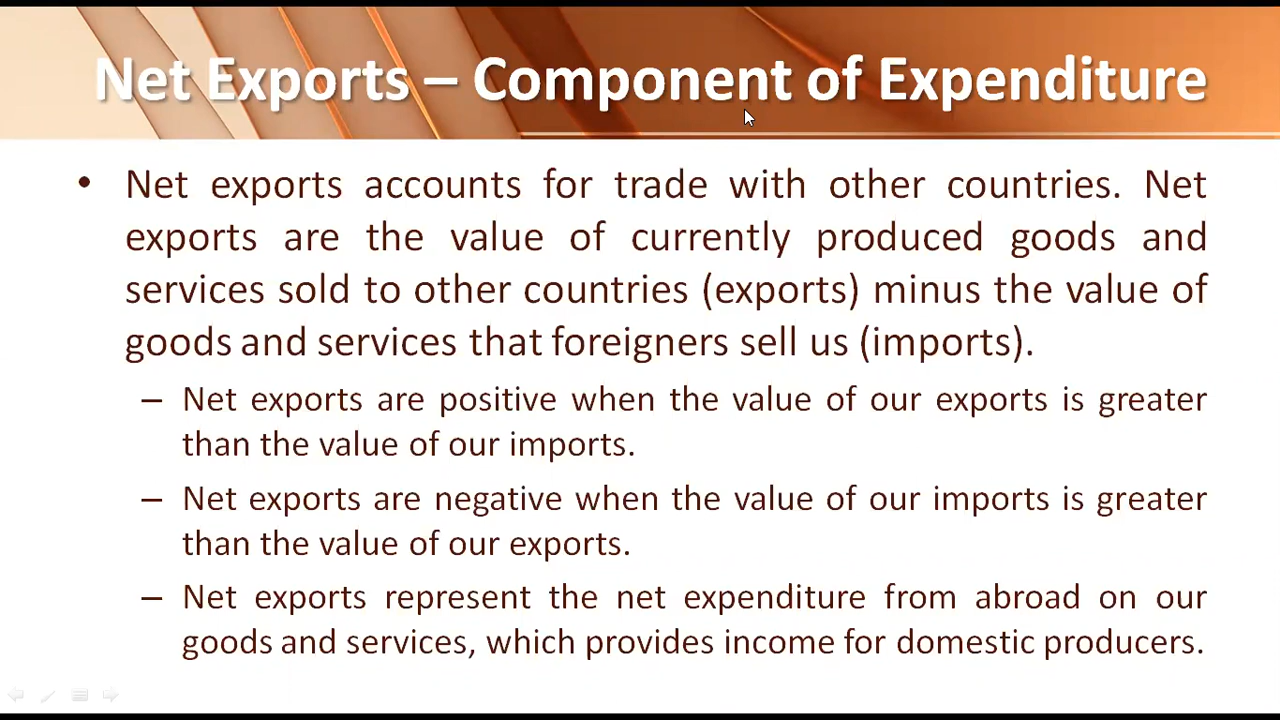 Net Exports – Component of Expenditure
• Net exports accounts for trade with other countries. Net
exports are the value of currently produced goods and
services sold to other countries (exports) minus the value of
goods and services that foreigners sell us (imports).
– Net exports are positive when the value of our exports is greater
than the value of our imports.
– Net exports are negative when the value of our imports is greater
than the value of our exports.
– Net exports represent the net expenditure from abroad on our
goods and services, which provides income for domestic producers.